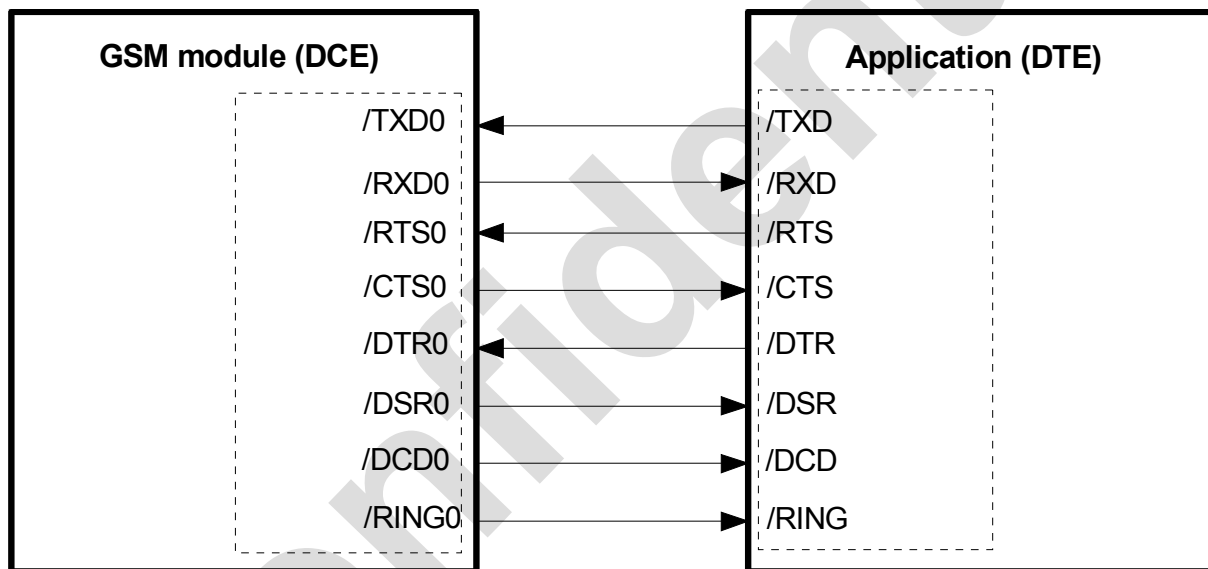 GSM module (DCE)
Application (DTE)
/TXD0
/TXD
/RXD0
/RXD
/RTS0
/RTS
/CTS0
/CTS
/DTR0
/DTR
/DSR0
/DSR
/DCD0
/DCD
/RING0
/RING
nfident